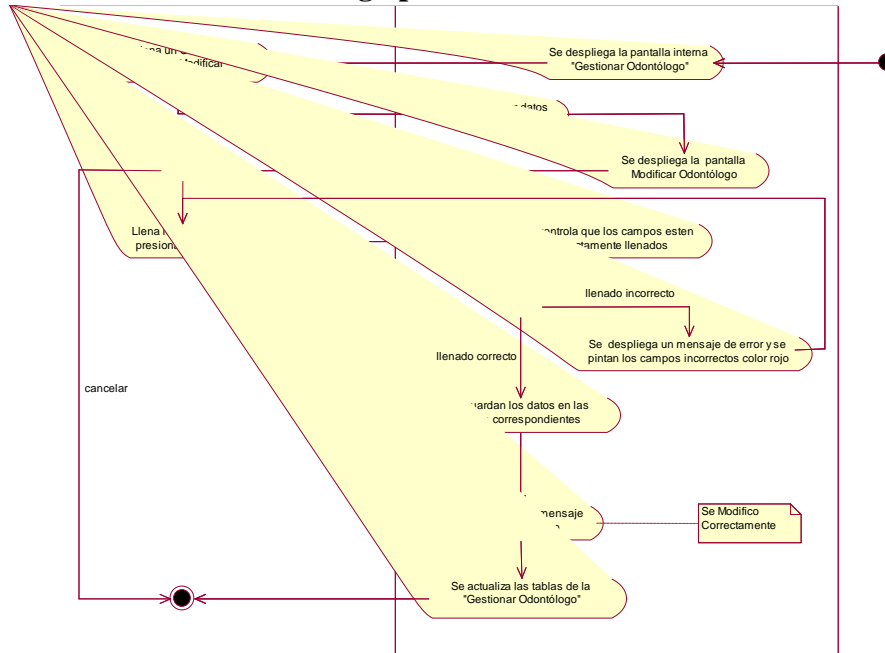 Se despliega la pantalla interna
"Gestionar Odontólogo"
un
datos
Se despliega la pantalla
Modificar Odontólogo
Llena
que los campos esten
llenados
llenado incorrecto
Se despliega un mensaje de error y se
pintan los campos incorrectos color rojo
llenado correcto
cancelar
los datos en las
correspondientes
mensaje
Se Modifico
Correctamente
Se actualiza las tablas de la
"Gestionar Odontólogo"